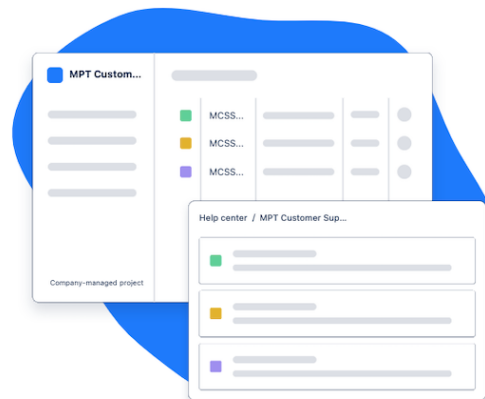 MPT Custom...
MCSS...
MCSS...
MCSS...
Company-managed project
Help center / MPT Customer Sup...